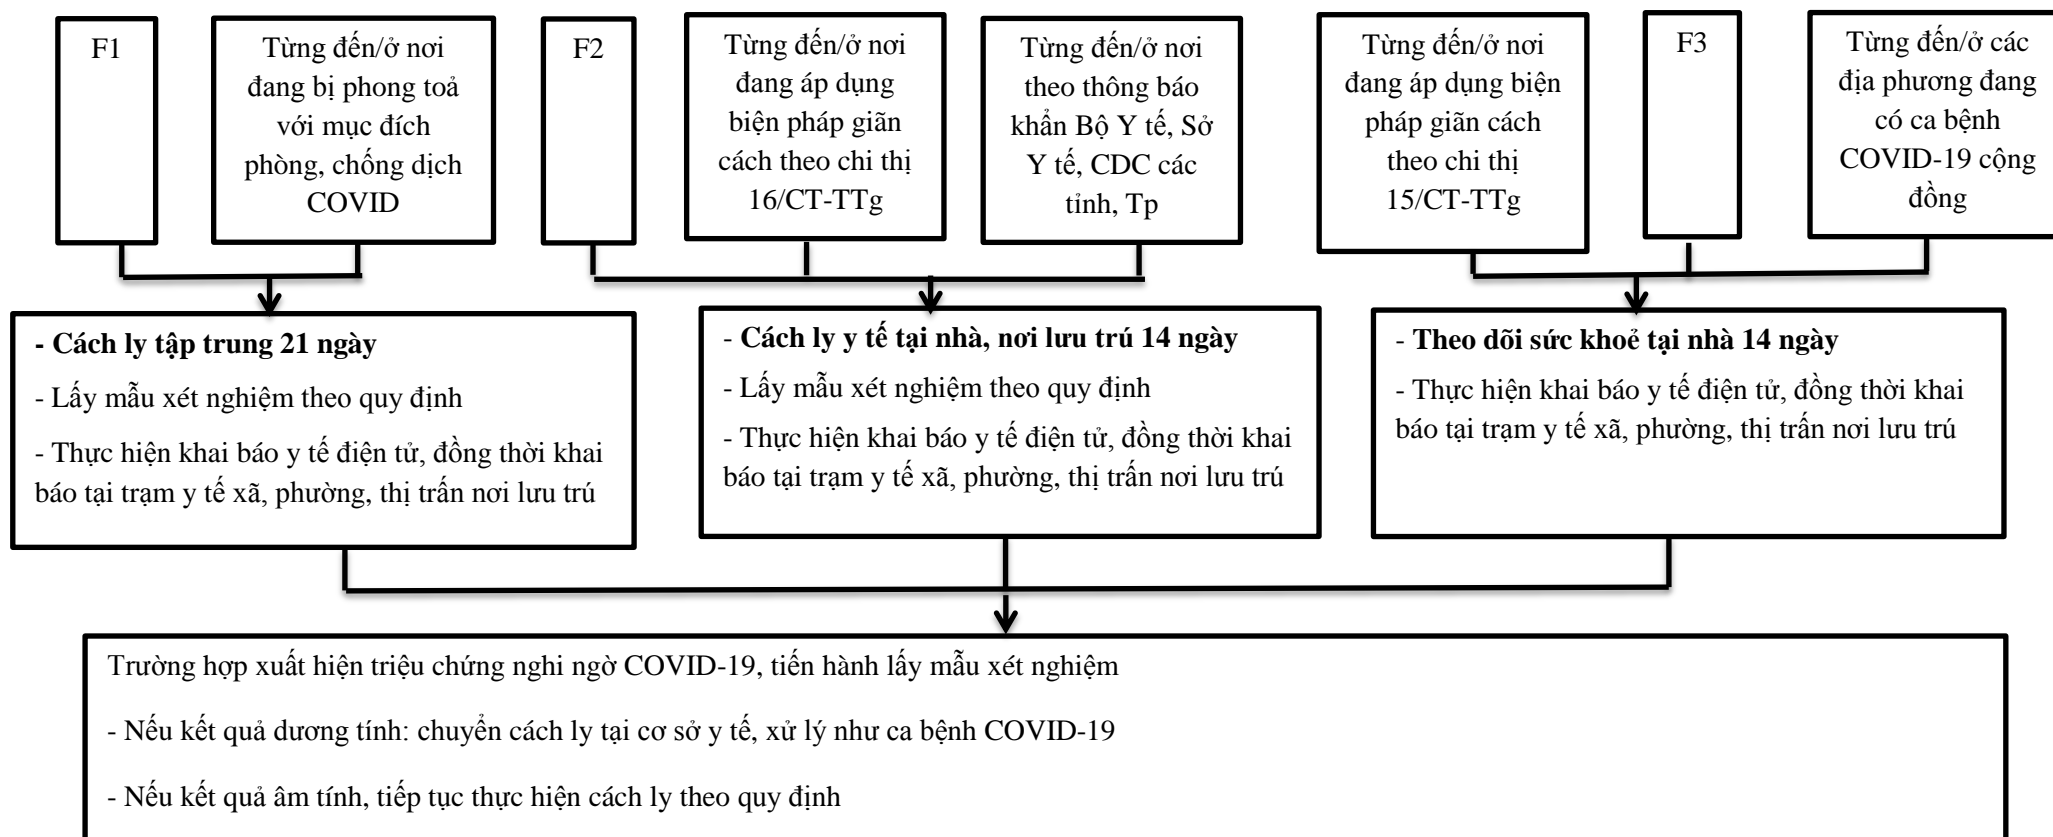 F1
Từng đến/ở nơi
đang bị phong toả
với mục đích
phòng, chống dịch
COVID
F2
Từng đến/ở nơi
đang áp dụng
biện pháp giãn
cách theo chi thị
16/CT-TTg
Từng đến/ở nơi
theo thông báo
khẩn Bộ Y tế, Sở
Y tế, CDC các
tỉnh, Tp
Từng đến/ở nơi
đang áp dụng biện
pháp giãn cách
theo chi thị
15/CT-TTg
F3
Từng đến/ở các
địa phương đang
có ca bệnh
COVID-19 cộng
đồng
- Cách ly tập trung 21 ngày
- Lấy mẫu xét nghiệm theo quy định
- Thực hiện khai báo y tế điện tử, đồng thời khai
báo tại trạm y tế xã, phường, thị trấn nơi lưu trú
- Cách ly y tế tại nhà, nơi lưu trú 14 ngày
- Lấy mẫu xét nghiệm theo quy định
- Thực hiện khai báo y tế điện tử, đồng thời khai
báo tại trạm y tế xã, phường, thị trấn nơi lưu trú
- Theo dõi sức khoẻ tại nhà 14 ngày
- Thực hiện khai báo y tế điện tử, đồng thời khai
báo tại trạm y tế xã, phường, thị trấn nơi lưu trú
Trường hợp xuất hiện triệu chứng nghi ngờ COVID-19, tiến hành lấy mẫu xét nghiệm
- Nếu kết quả dương tính: chuyển cách ly tại cơ sở y tế, xử lý như ca bệnh COVID-19
- Nếu kết quả âm tính, tiếp tục thực hiện cách ly theo quy định